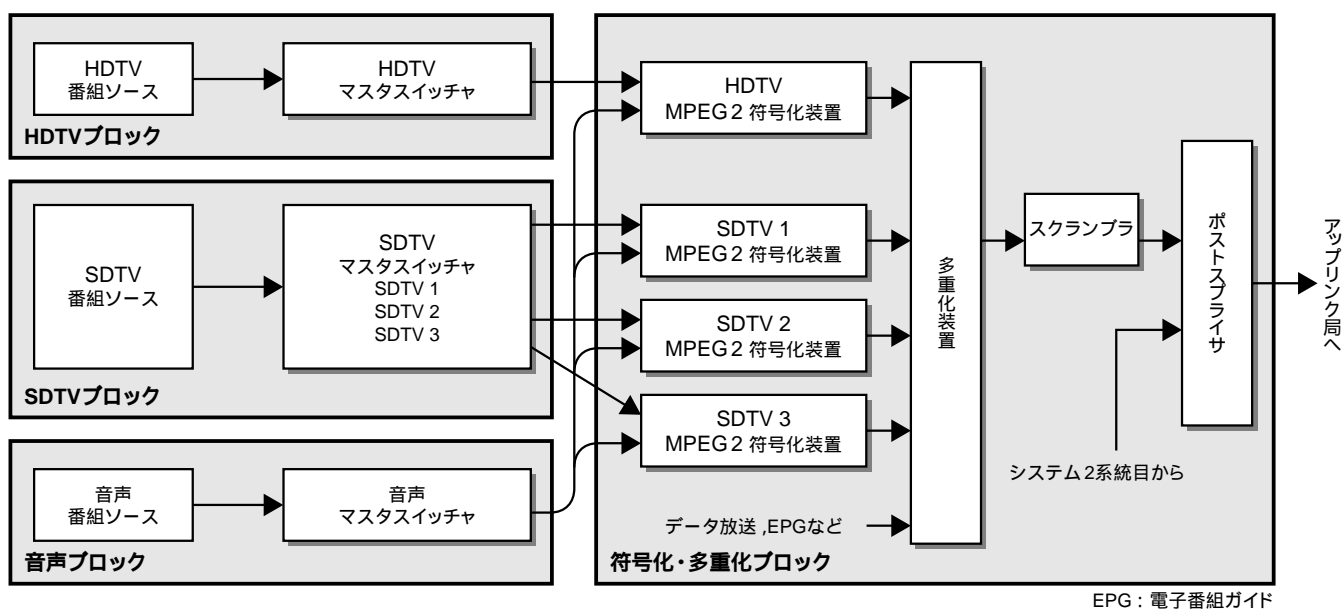 HDTV
番組ソース
HDTV
マスタスイッチャ
HDTVブロック
SDTV
番組ソース
SDTV
マスタスイッチャ
SDTV 1
SDTV 2
SDTV 3
SDTVブロック
音声
番組ソース
音声
マスタスイッチャ
音声ブロック
HDTV
MPEG2 符号化装置
SDTV 1
MPEG2 符号化装置
SDTV 2
MPEG2 符号化装置
SDTV 3
MPEG2 符号化装置
データ放送,EPGなど
多重化装置
スクランブラ
ポストスプライサ
システム2系統目から
符号化・多重化ブロック
アップリンク局へ
EPG:電子番組ガイド